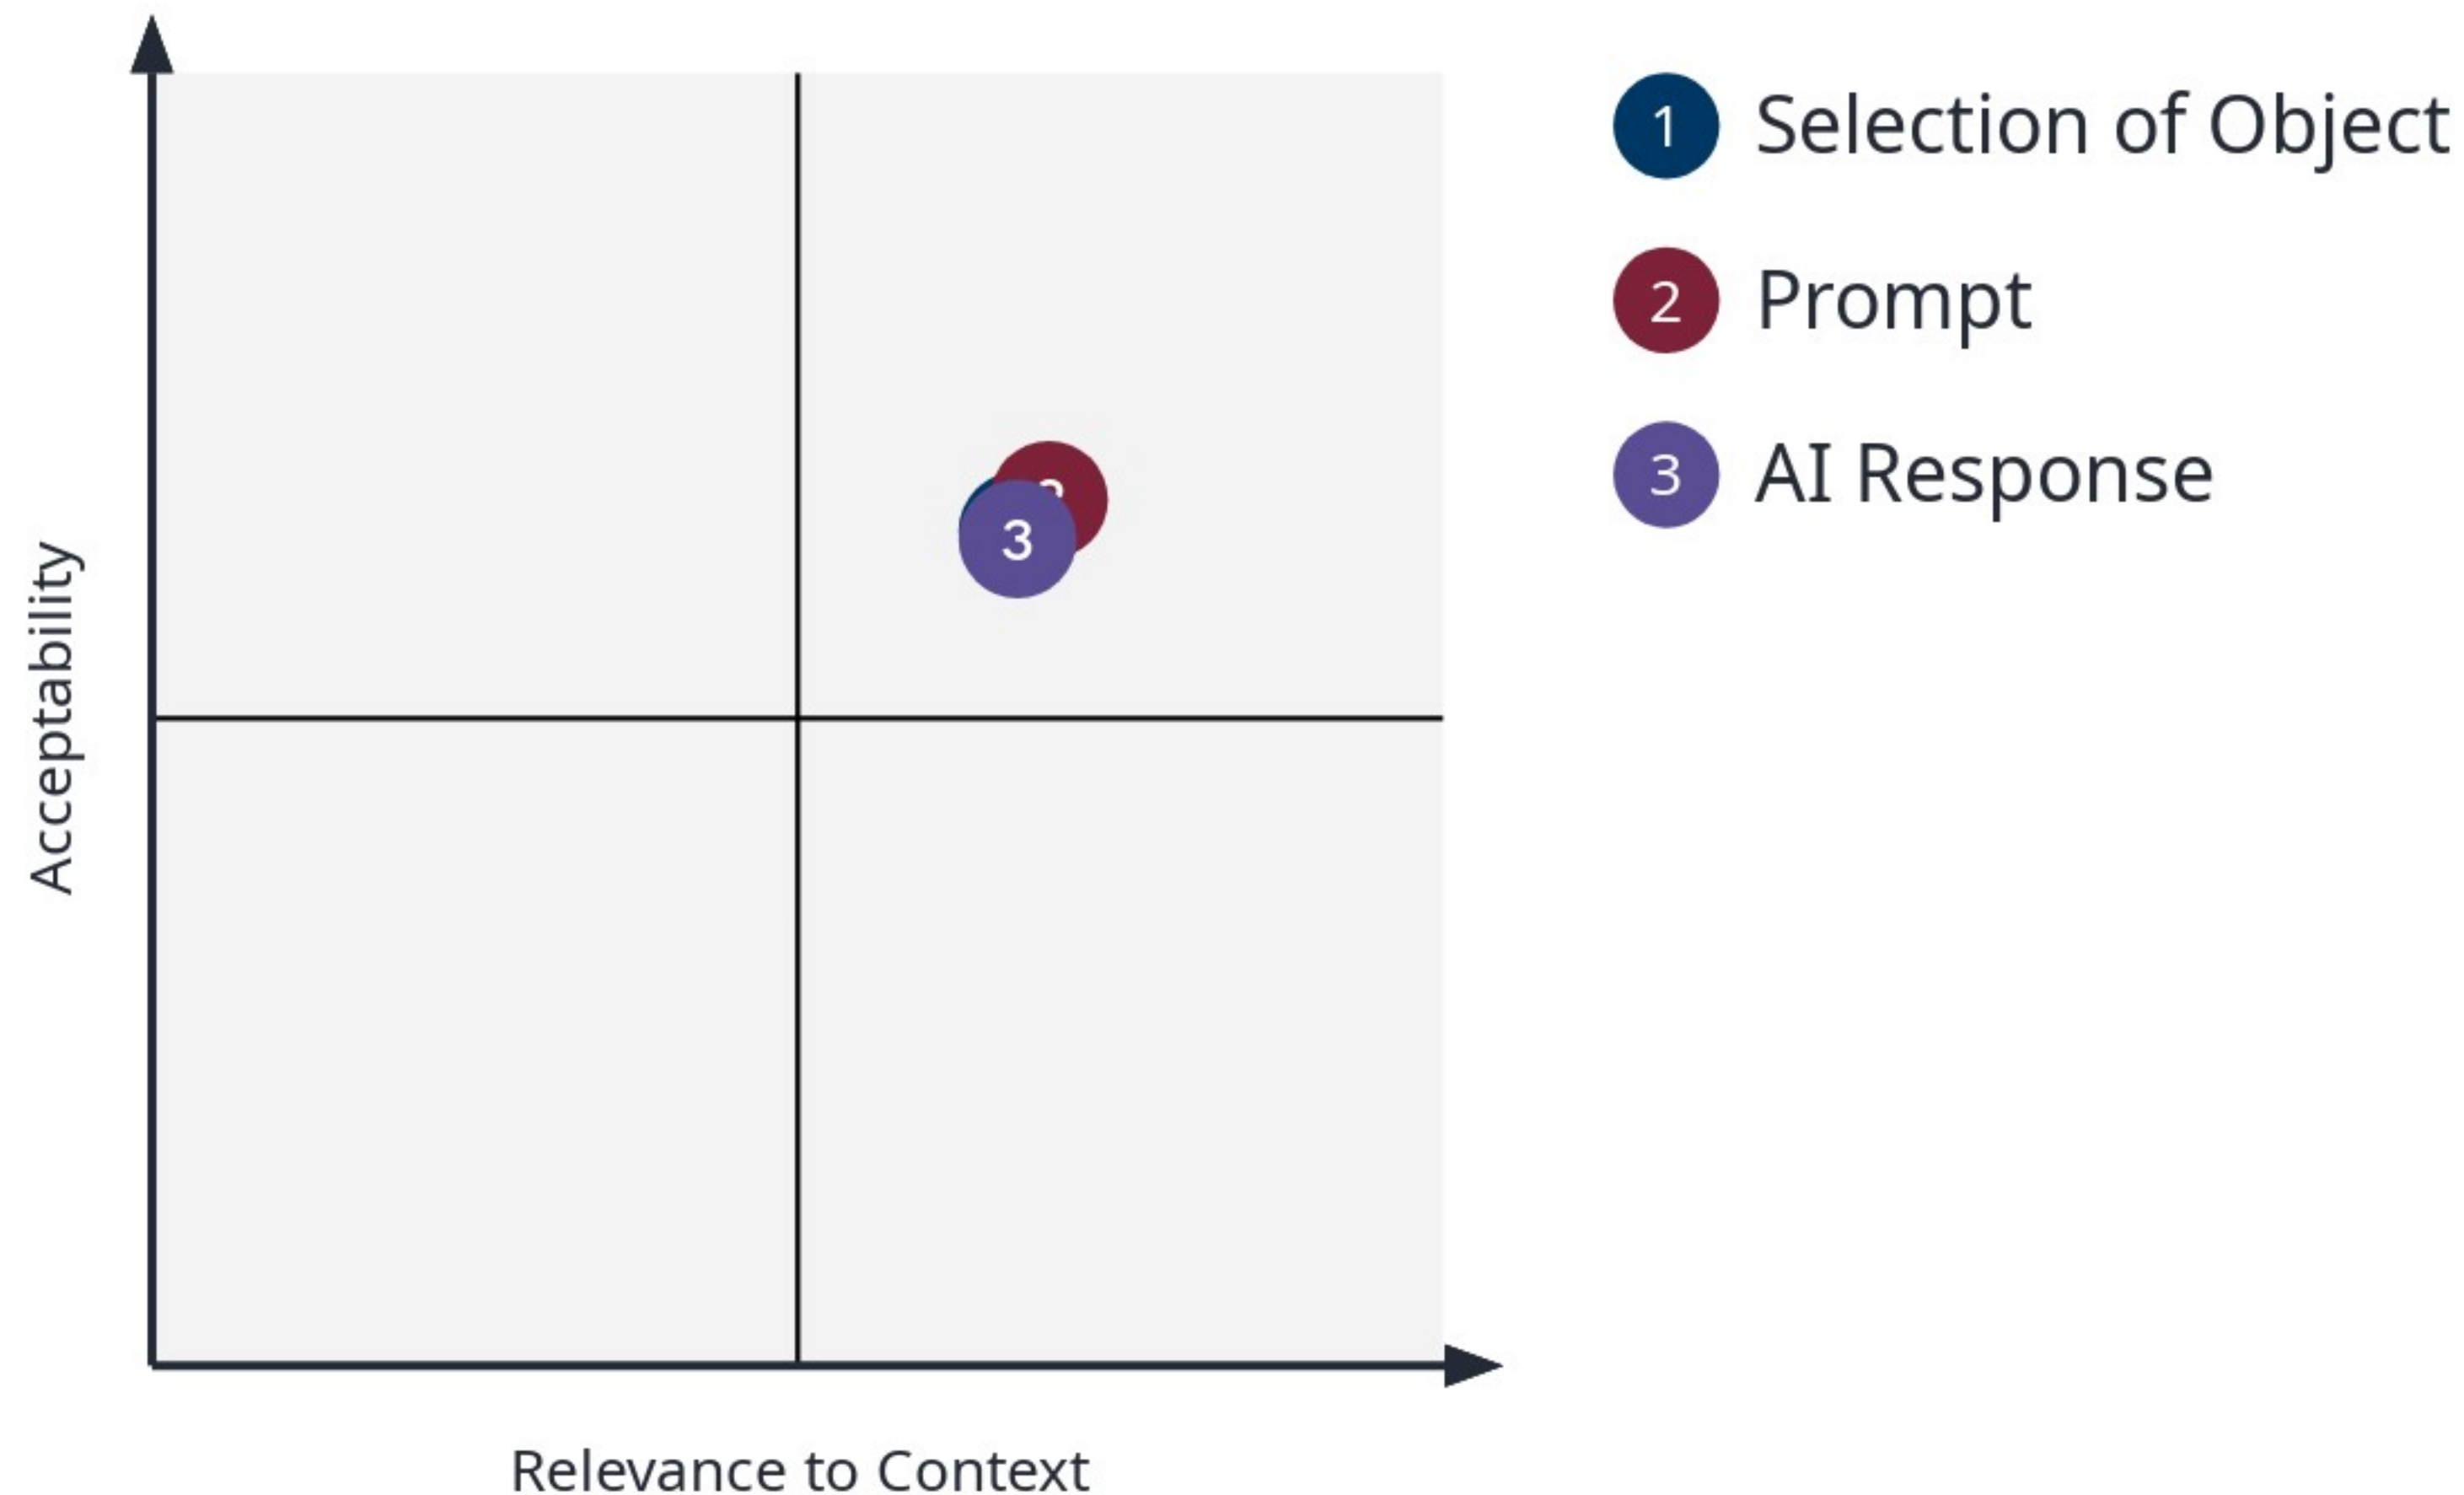 1 Selection of Object
2 Prompt
3 AI Response
3
Acceptability
Relevance to Context